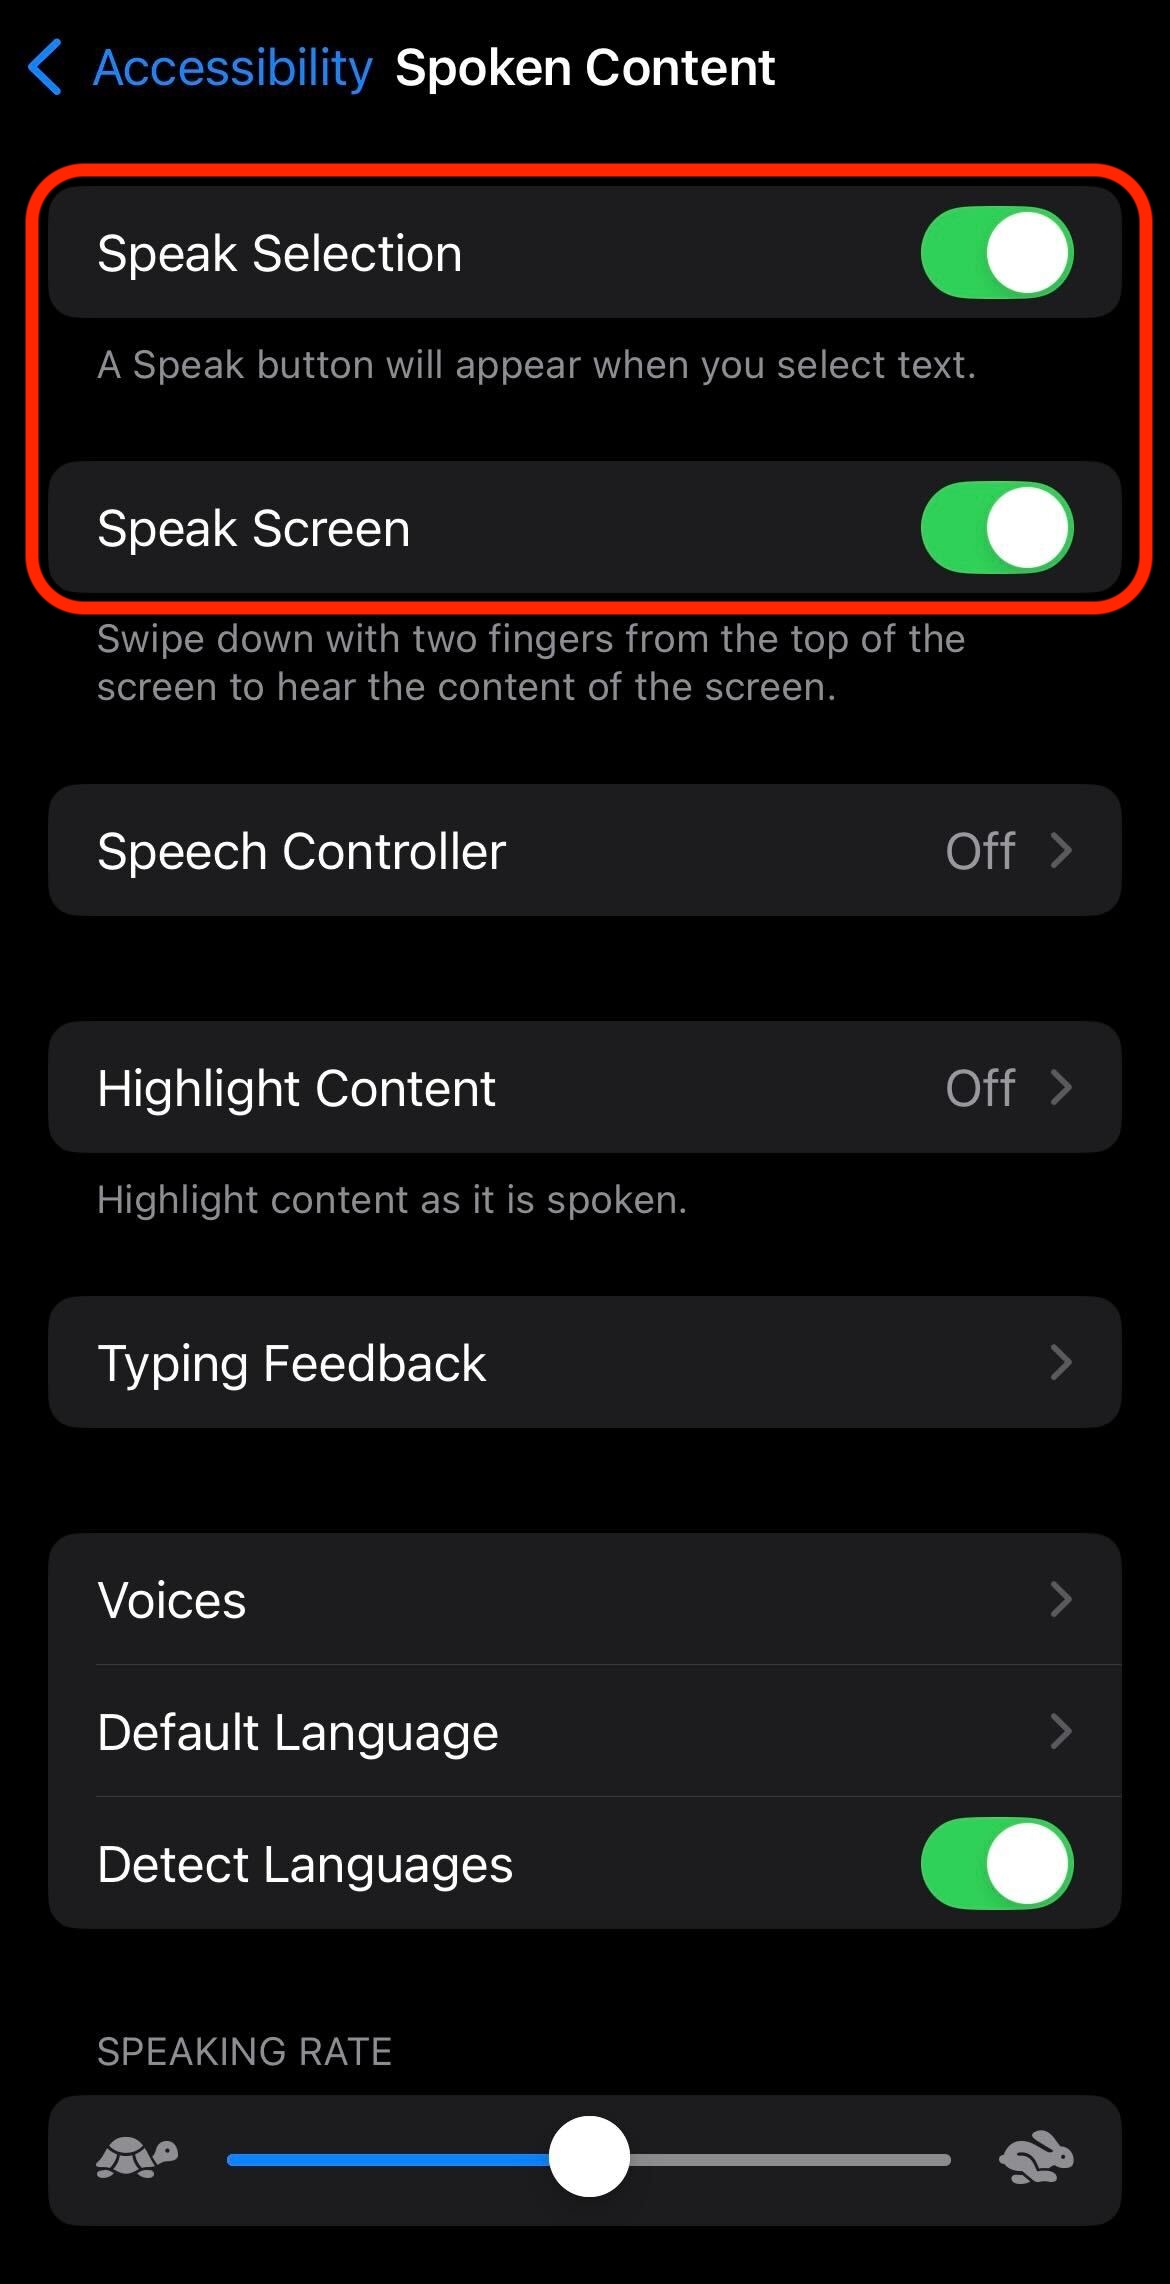 Accessibility Spoken Content
Speak Selection
A Speak button will appear when you select text.
Speak Screen
Swipe down with two fingers from the top of the
screen to hear the content of the screen.
Speech Controller Off
Highlight Content Off
Highlight content as it is spoken.
Typing Feedback
Voices
Default Language
Detect Languages
SPEAKING RATE